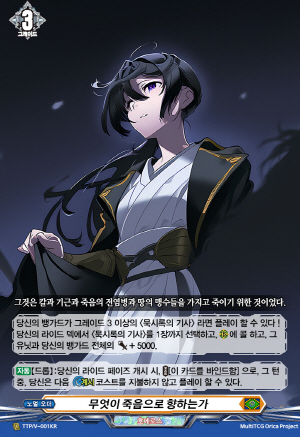 3
그레이드
그것은 칼과 기근과 죽음의 전염병과 땅의 맹수들을 가지고 죽이기 위한 것이었다.
당신의 뱅가드가 그레이드 3 이상의 〈묵시록의 기사〉 라면 플레이 할 수 있다!
당신의 라이드 덱에서 〈묵시록의 기사〉를 1장까지 선택하고, Ⓡ에 콜 하고, 그
유닛과 당신의 뱅가드 전체의 + 5000.
자동【드롭】:당신의 라이드 페이즈 개시 시, [이 카드를 바인드함] 으로, 그 턴
중, 당신은 다음 코스트를 지불하지 않고 플레이 할 수 있다.
노멀 오더
무엇이 죽음으로 향하는가
TTP/V-001KR
MultiTCG Orica Project